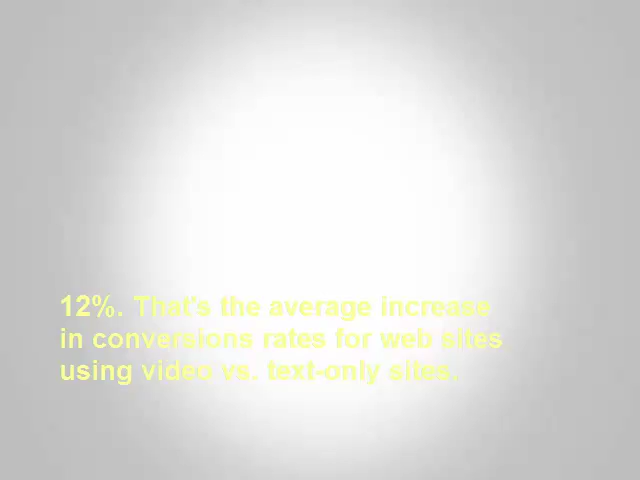 12%. That's the average increase
in conversions rates for web sites
using video vs. text-only sites.